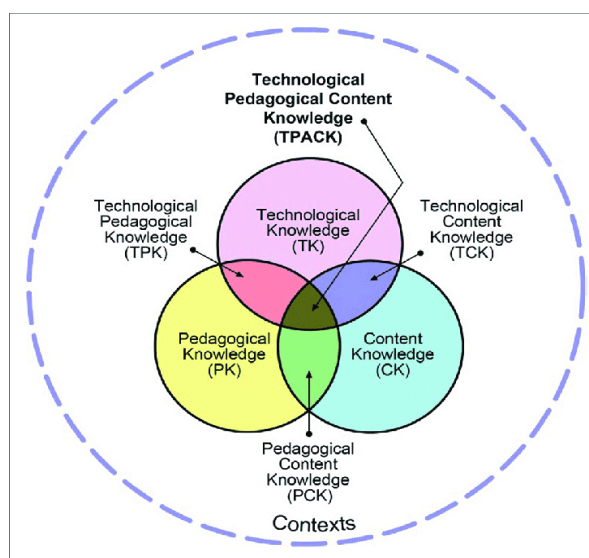 Technological
Pedagogical Content
Knowledge
(TPACK)
Technological
Pedagogical
Knowledge
(TPK)
Technological
Knowledge
(TK)
Technological
Content
Knowledge
(TCK)
Pedagogical
Knowledge
(PK)
Content
Knowledge
(CK)
Pedagogical
Content
Knowledge
(PCK)
Contexts